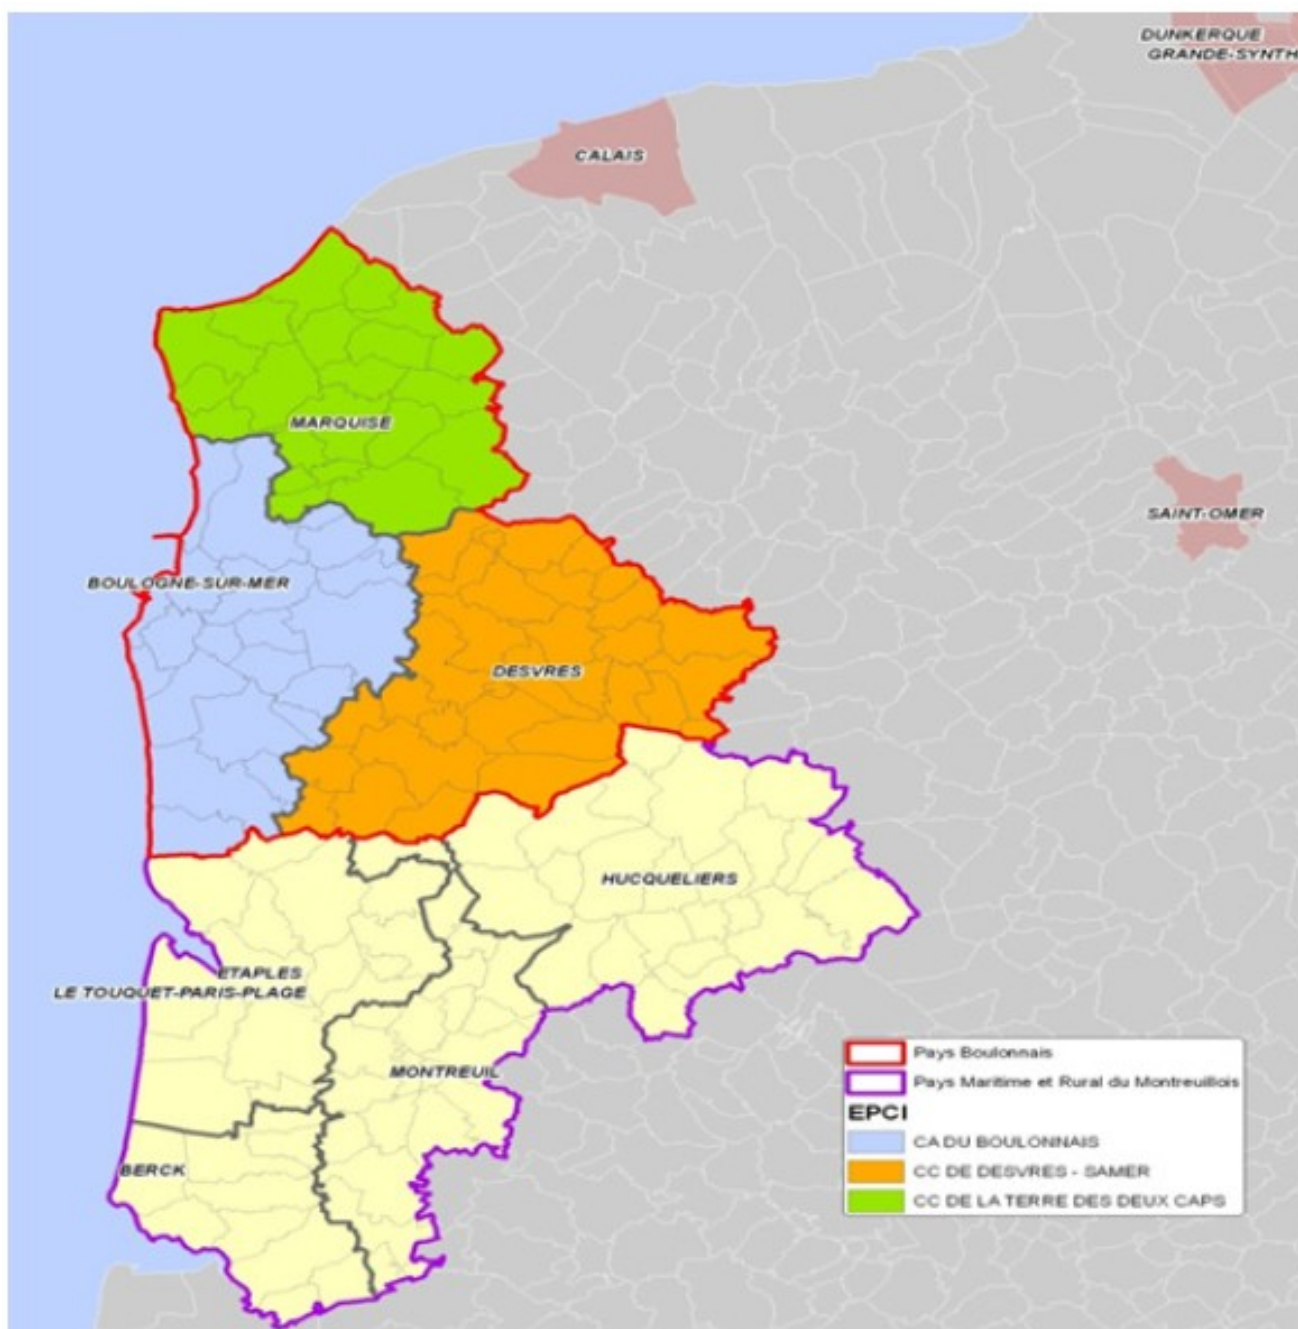 DUNKERQUE
GRANDE-SYNTH
CALAIS
MARQUISE
SAINT-OMER
BOULOGNE-SUR-MER
DESVRES
HUCQUELIERS
ETAPLES
LE TOUQUET-PARIS-PLAGE
MONTREUIL
BERCK
Pays Boulonnais
Pays Maritime et Rural du Montreuillois
EPCI
CA DU BOULONNAIS
CC DE DESVRES - SAMER
CC DE LA TERRE DES DEUX CAPS